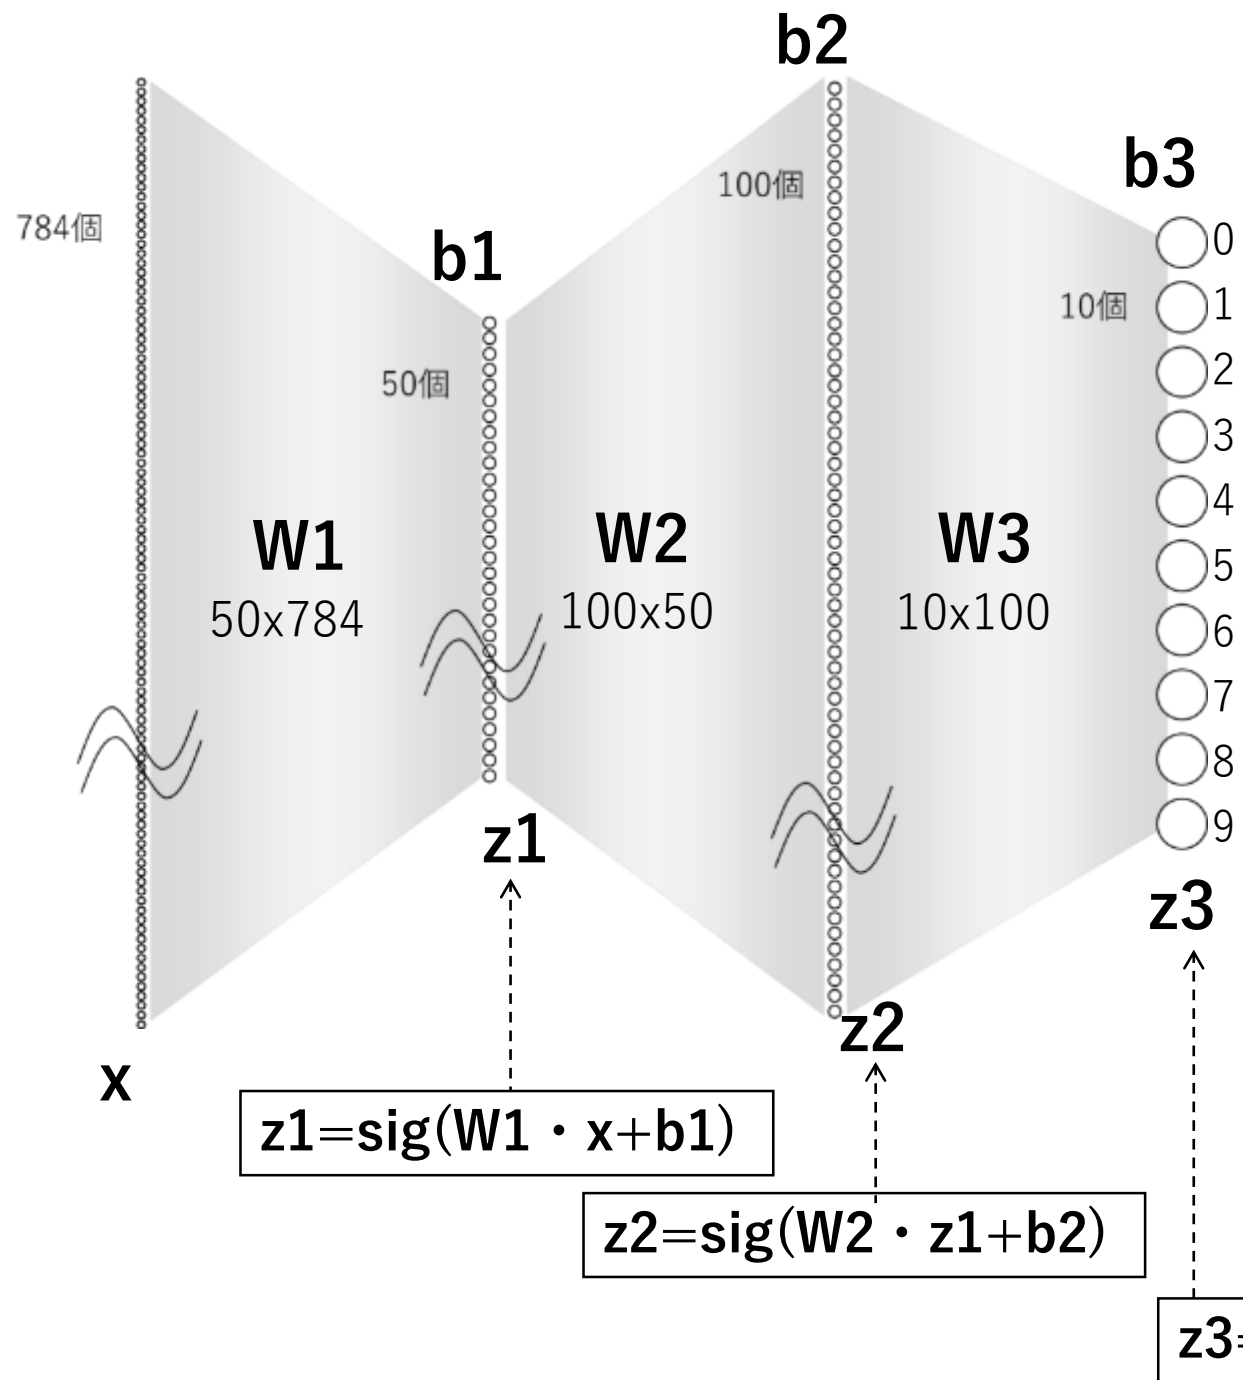 b2
b3
784個
100個
b1
10個
50個
0
1
2
3
4
5
6
7
8
9
W1
50x784
W2
100x50
W3
10x100
z1
z3
z2
x
z1=sig(W1・x+b1)
z2=sig(W2・z1+b2)
z3=